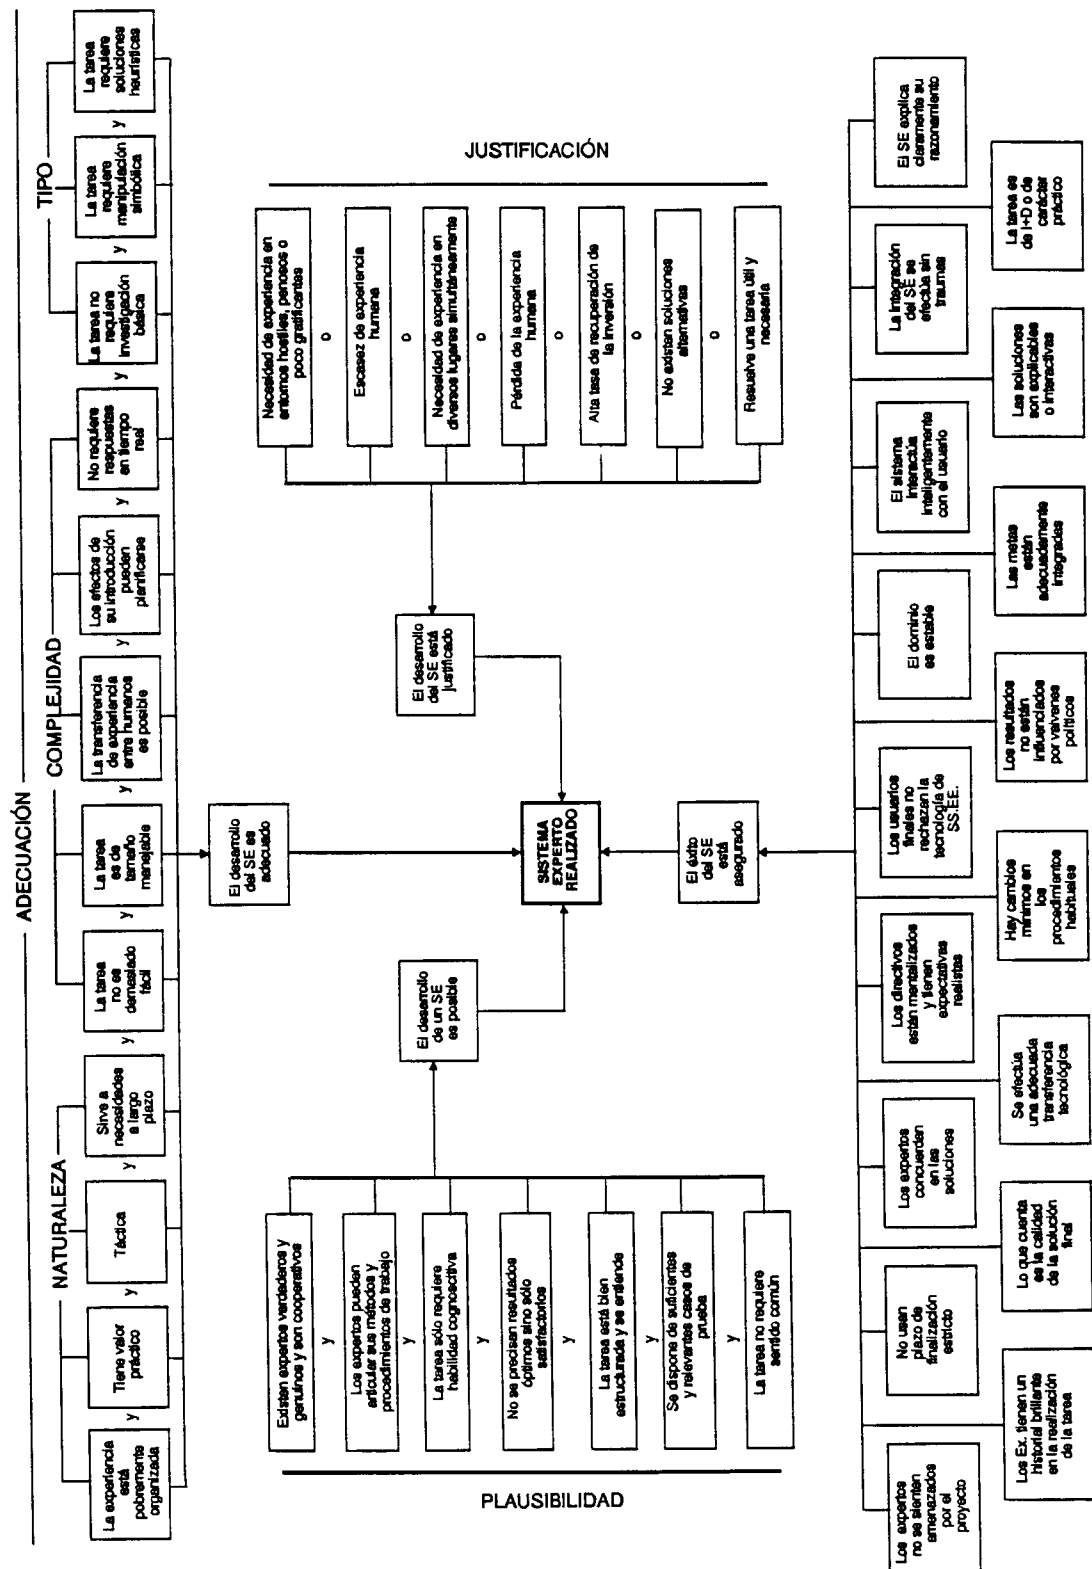 ADECUACIÓN
NATURALEZA
COMPLEJIDAD
TIPO
La experiencia
está
pobremente
organizada
y
Tiene valor
práctico
y
Táctica
y
Sirve a
necesidades
a largo
plazo
y
La tarea
no es
demasiado
fácil
y
La tarea
es de
tamaño
manejable
y
La transferencia
de experiencia
entre humanos
es posible
y
Los efectos de
su introducción
pueden
planificarse
y
No requiere
respuestas
en tiempo
real
y
La tarea no
requiere
investigación
básica
y
La tarea
requiere
manipulación
simbólica
y
La tarea
requiere
soluciones
heurísticas
El desarrollo
del SE es
adecuado
PLAUSIBILIDAD
Existen expertos verdaderos y
genuinos y son cooperativos
y
Los expertos pueden
articular sus métodos y
procedimientos de trabajo
y
La tarea sólo requiere
habilidad cognoscitiva
y
No se precisan resultados
óptimos sino sólo
satisfactorios
y
La tarea está bien
estructurada y se entiende
y
Se dispone de suficientes
y relevantes casos de
prueba
y
La tarea no requiere
sentido común
El desarrollo
de un SE
es posible
SISTEMA
EXPERTO
REALIZADO
El desarrollo
del SE está
justificado
JUSTIFICACIÓN
Necesidad de experiencia en
entornos hostiles, penosos o
poco gratificantes
o
Escasez de experiencia
humana
o
Necesidad de experiencia en
diversos lugares simultáneamente
o
Pérdida de la experiencia
humana
o
Alta tasa de recuperación de
la inversión
o
No existan soluciones
alternativas
o
Resuelve una tarea útil y
necesaria
El éxito
del SE
está
asegurado
Los expertos
no se sienten
amenazados
por el
proyecto
No usan
plazo de
finalización
estricto
Los expertos
concuerdan
en las
soluciones
Los directivos
están mentalizados
y tienen
expectativas
realistas
Los usuarios
finales no
rechazan la
tecnología de
SS.EE.
El dominio
es estable
El sistema
interactúa
inteligentemente
con el usuario
La integración
del SE se
efectúa sin
traumas
El SE explica
claramente su
razonamiento
Los Ex. tienen un
historial brillante
en la realización
de la tarea
Lo que cuenta
es la calidad
de la solución
final
Se efectúa
una adecuada
transferencia
tecnológica
Hay cambios
mínimos en
los
procedimientos
habituales
Los resultados
no están
influenciados
por vaivenes
políticos
Las metas
están
adecuadamente
integradas
Las soluciones
son explicables
o interactivas
La tarea es
de I+D o de
carácter
práctico